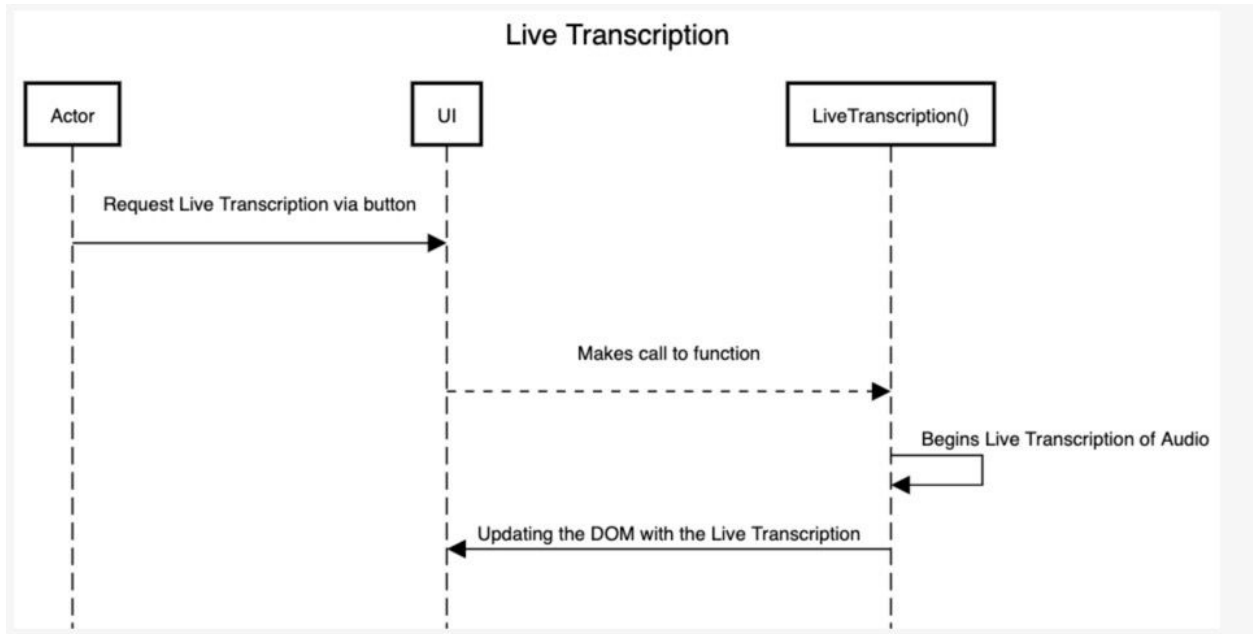 Live Transcription
Actor
UI
LiveTranscription()
Request Live Transcription via button
Makes call to function
Begins Live Transcription of Audio
Updating the DOM with the Live Transcription